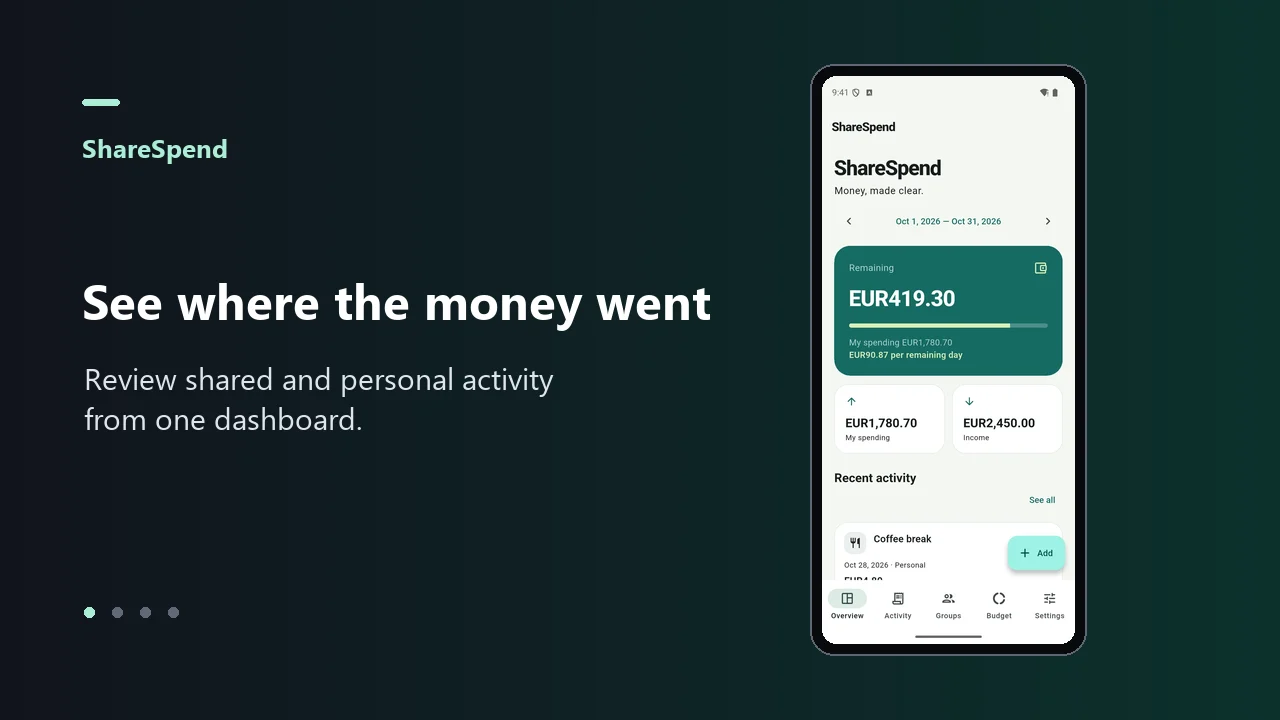 ShareSpend
See where the money went
Review shared and personal activity
from one dashboard.
9:41
ShareSpend
ShareSpend
Money, made clear.
Oct 1, 2026 — Oct 31, 2026
Remaining
EUR419.30
My spending EUR1,780.70
EUR90.87 per remaining day
EUR1,780.70
My spending
EUR2,450.00
Income
Recent activity
See all
Coffee break
Oct 28, 2026 · Personal
Add
Overview
Activity
Groups
Budget
Settings